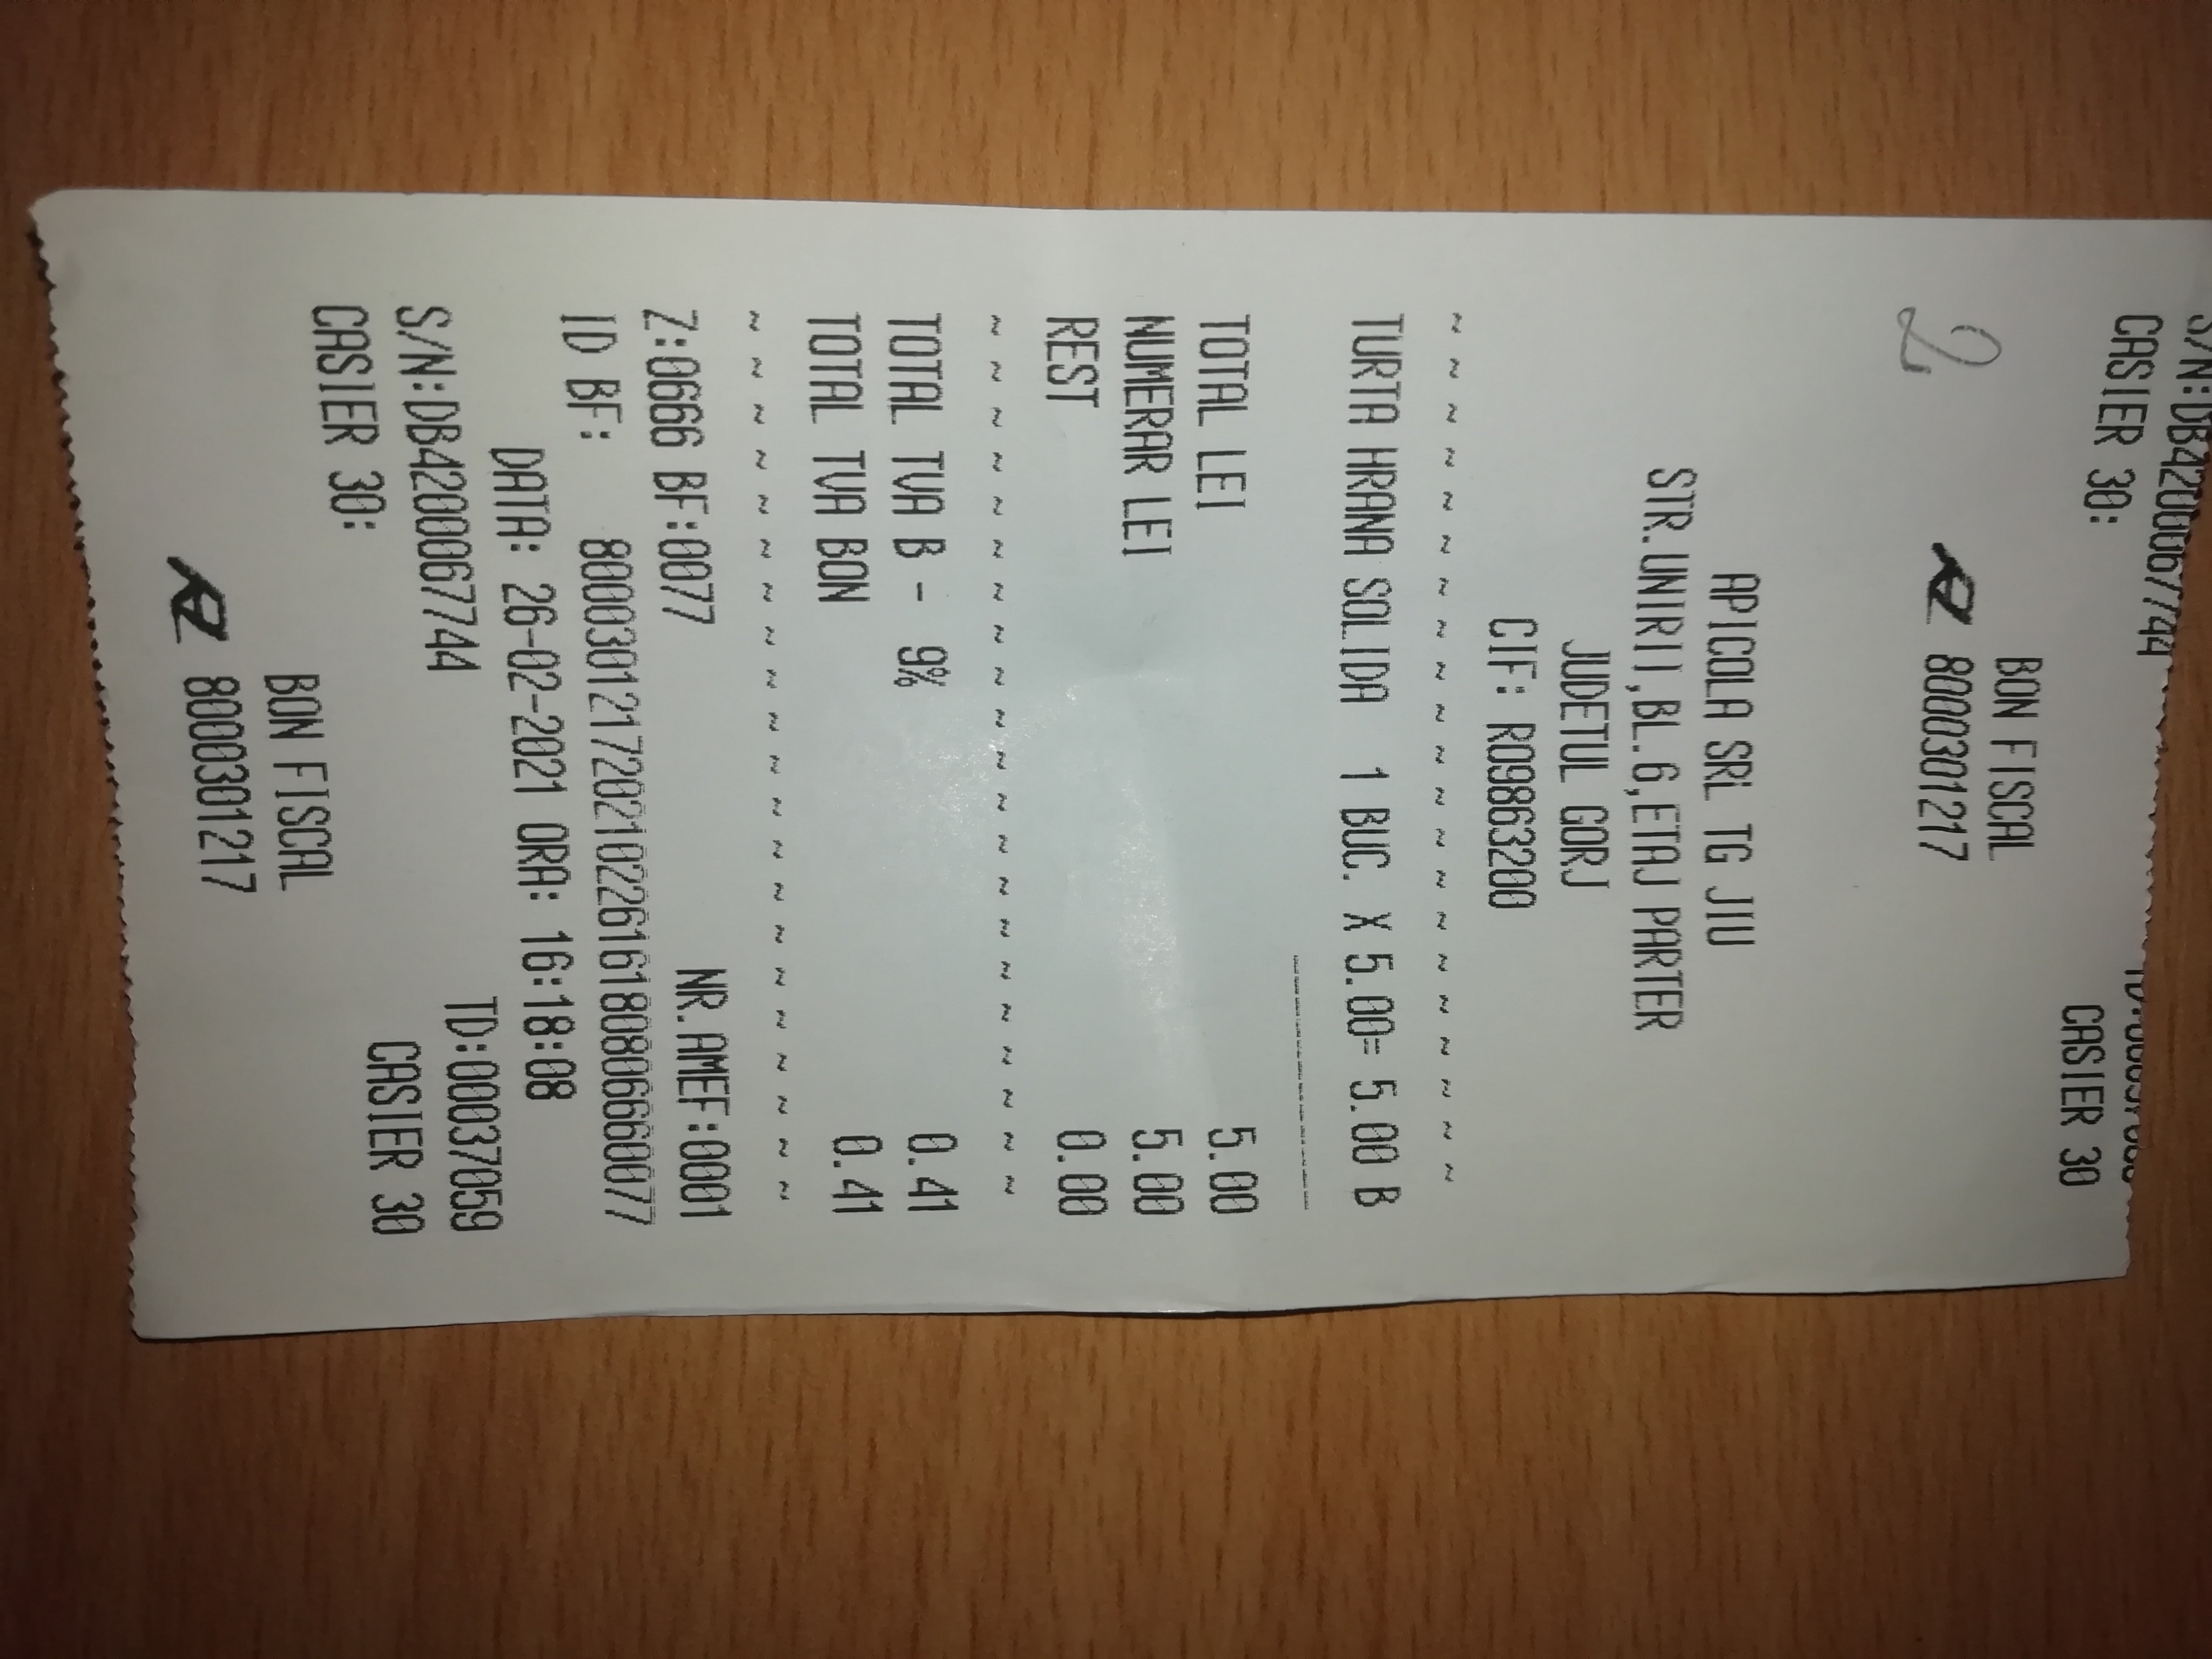 S/N:DB4200067744
CASIER 30:
CASIER 30
BON FISCAL
8000301217
2
APICOLA SRL TG JIU
STR.UNIRII,BL.6,ETAJ PARTER
JUDETUL GORJ
CIF: RO9863200
~ ~ ~ ~ ~ ~ ~ ~ ~ ~ ~ ~ ~ ~ ~ ~ ~ ~ ~ ~ ~
TURTA HRANA SOLIDA 1 BUC. X 5.00= 5.00 B
TOTAL LEI 5.00
NUMERAR LEI 5.00
REST 0.00
~ ~ ~ ~ ~ ~ ~ ~ ~ ~ ~ ~ ~ ~ ~ ~ ~ ~ ~ ~ ~
TOTAL TVA B - 9% 0.41
TOTAL TVA BON 0.41
~ ~ ~ ~ ~ ~ ~ ~ ~ ~ ~ ~ ~ ~ ~ ~ ~ ~ ~ ~ ~
Z:0666 BF:0077 NR.AMEF:0001
ID BF: 80003012172021022616180806660077
DATA: 26-02-2021 ORA: 16:18:08
S/N:DB4200067744 TD:00037059
CASIER 30: CASIER 30
BON FISCAL
8000301217